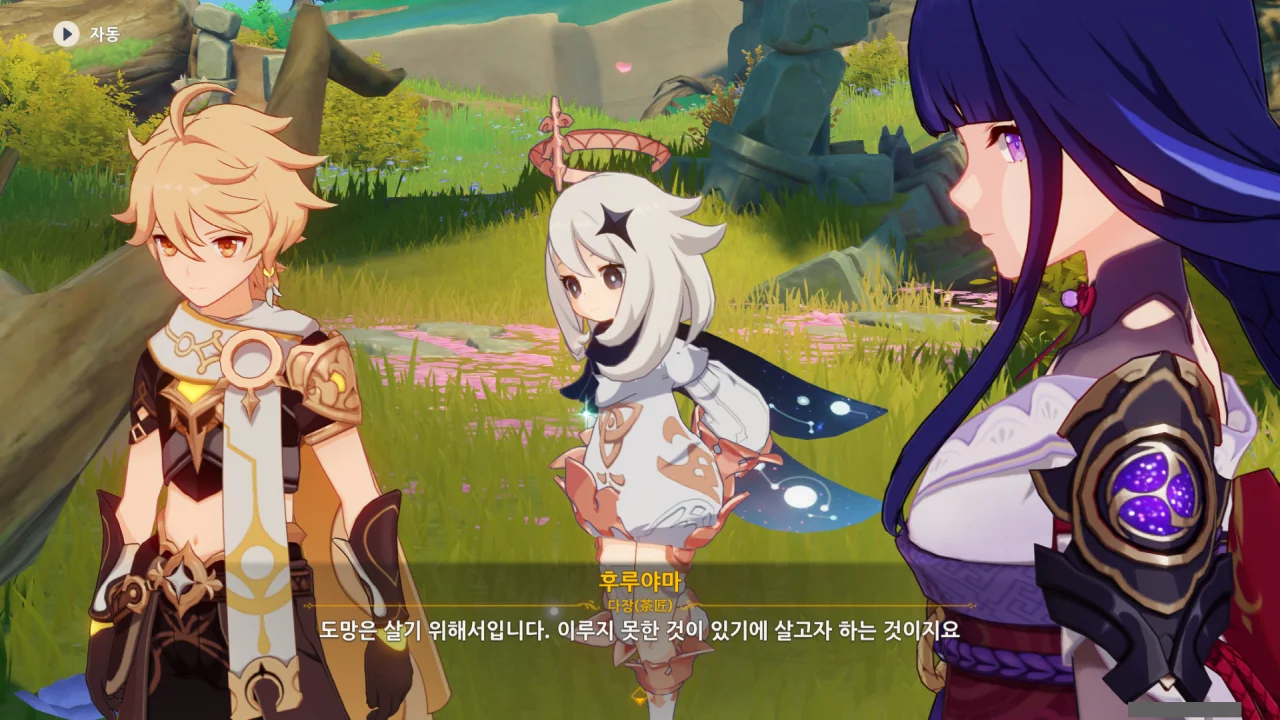 자동
후루야마
다장(茶匠)
도망은 살기 위해서입니다. 이루지 못한 것이 있기에 살고자 하는 것이지요